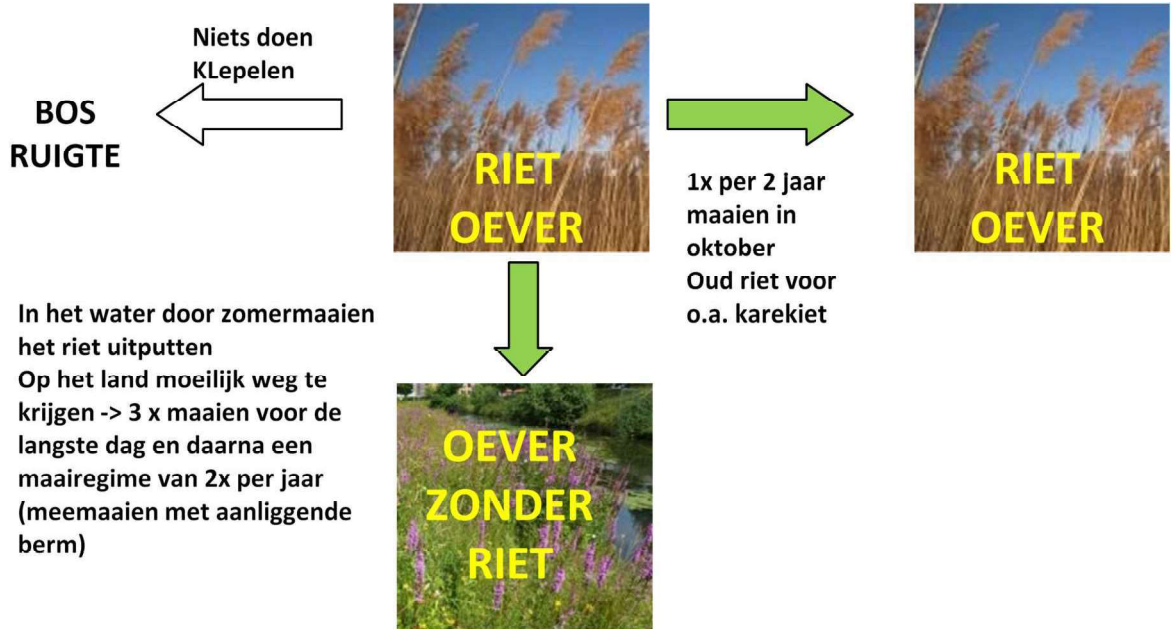 Niets doen
KLepelen
BOS
RUIGTE
RIET
OEVER
1x per 2 jaar
maaien in
oktober
Oud riet voor
o.a. karekiet
RIET
OEVER
In het water door zomermaaien
het riet uitputten
Op het land moeilijk weg te
krijgen -> 3 x maaien voor de
langste dag en daarna een
maairegime van 2x per jaar
(meemaaien met aanliggende
berm)
OEVER
ZONDER
RIET